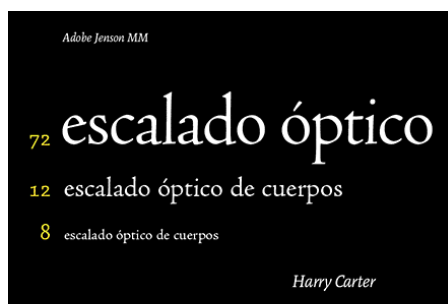 Adobe Jenson MM
72 escalado óptico
12 escalado óptico de cuerpos
8 escalado óptico de cuerpos
Harry Carter